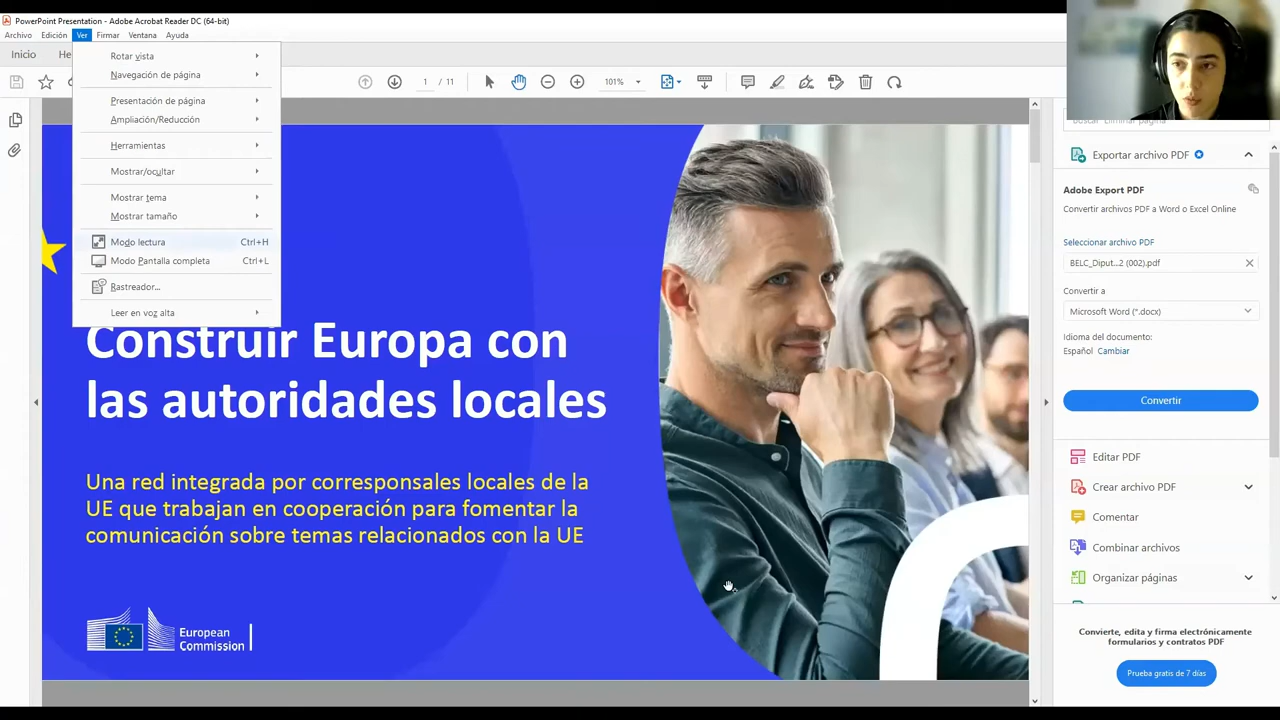 PowerPoint Presentation - Adobe Acrobat Reader DC (64-bit)
Archivo Edición Ver Firmar Ventana Ayuda
Inicio He
Rotar vista
Navegación de página
Presentación de página
Ampliación/Reducción
Herramientas
Mostrar/ocultar
Mostrar tema
Mostrar tamaño
Modo lectura Ctrl+H
Modo Pantalla completa Ctrl+L
Rastreador...
Leer en voz alta
1 / 11
101%
Construir Europa con
las autoridades locales
Una red integrada por corresponsales locales de la
UE que trabajan en cooperación para fomentar la
comunicación sobre temas relacionados con la UE
European
Commission
Exportar archivo PDF
Adobe Export PDF
Convertir archivos PDF a Word o Excel Online
Seleccionar archivo PDF
BELC_Diput...2 (002).pdf
Convertir a
Microsoft Word (*.docx)
Idioma del documento:
Español Cambiar
Convertir
Editar PDF
Crear archivo PDF
Comentar
Combinar archivos
Organizar páginas
Convierte, edita y firma electrónicamente
formularios y contratos PDF
Prueba gratis de 7 días